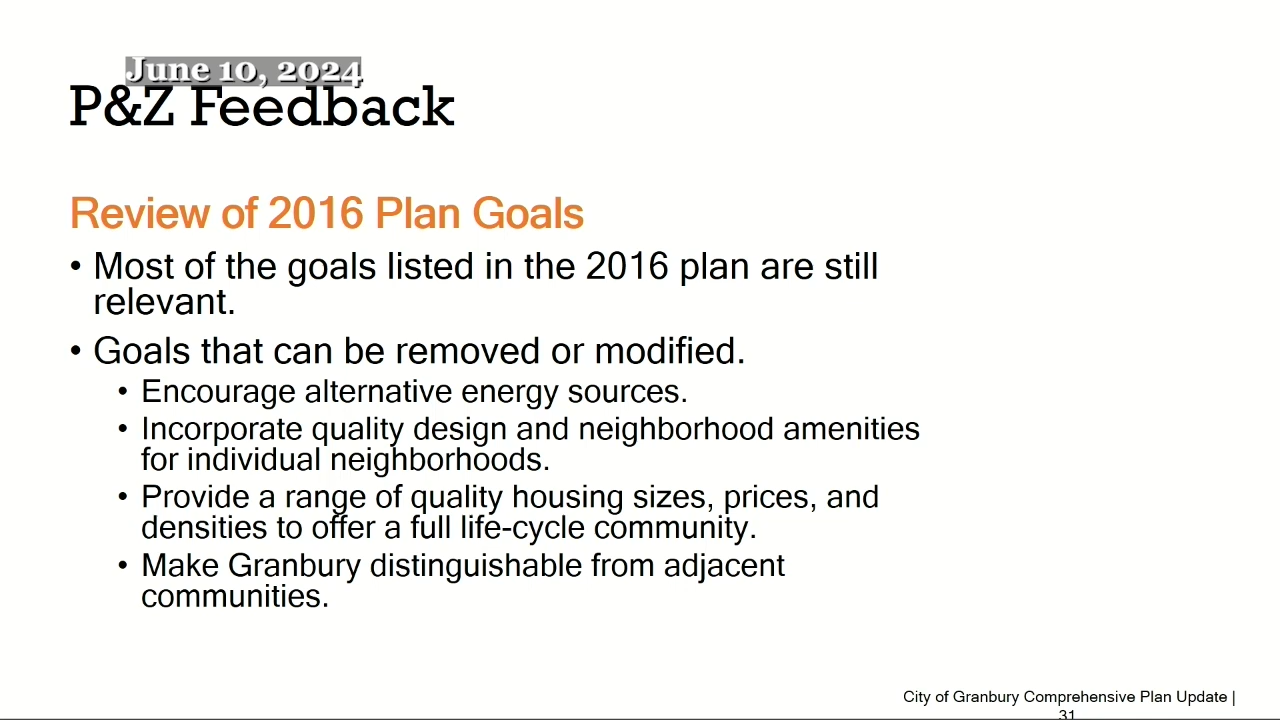 June 10, 2024
P&Z Feedback
Review of 2016 Plan Goals
• Most of the goals listed in the 2016 plan are still
relevant.
• Goals that can be removed or modified.
• Encourage alternative energy sources.
• Incorporate quality design and neighborhood amenities
for individual neighborhoods.
• Provide a range of quality housing sizes, prices, and
densities to offer a full life-cycle community.
• Make Granbury distinguishable from adjacent
communities.
City of Granbury Comprehensive Plan Update |
31